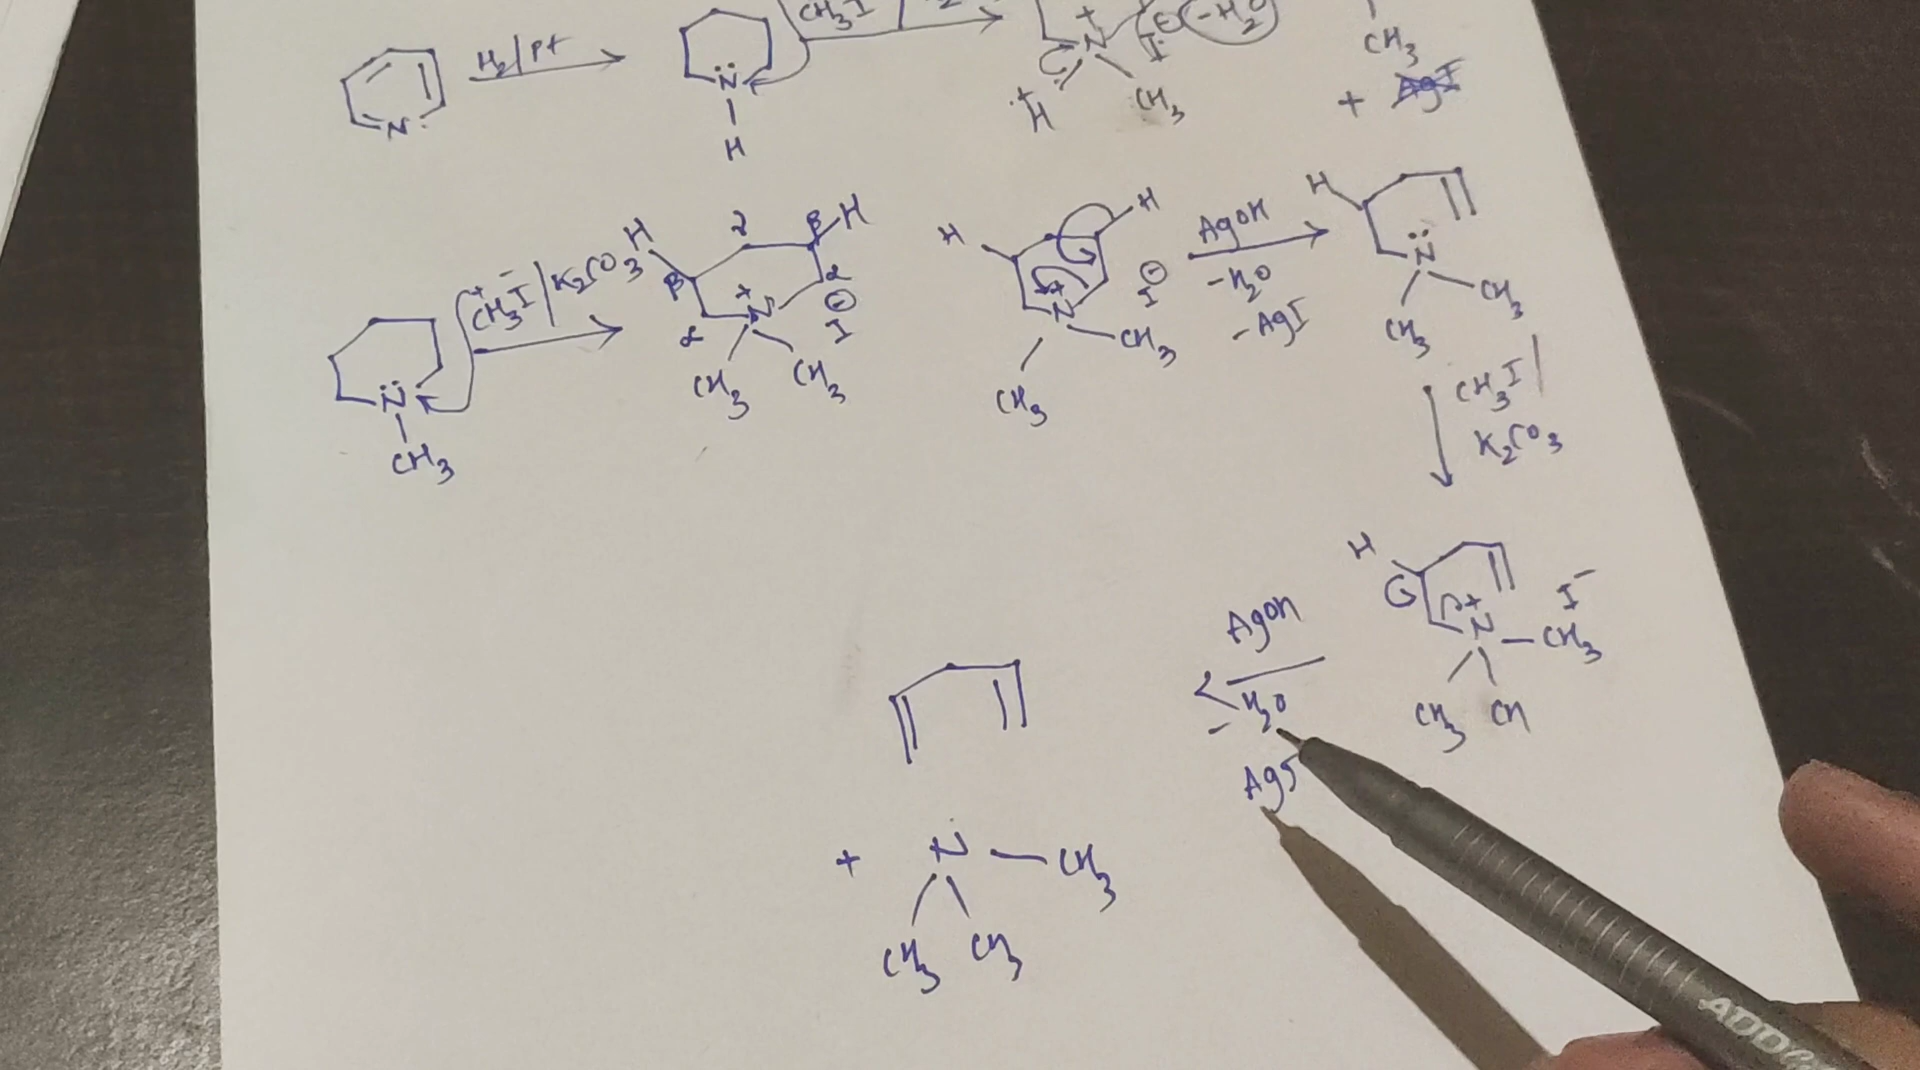 H₂/Pt
N
N
H
CH₃I
N
I
-H₂O
H
CH₃
CH₃
+ AgI
N
CH₃
CH₃I/K₂CO₃
H
β
γ
β
H
α
α
N
I
CH₃
CH₃
H
H
N
I
CH₃
CH₃
AgOH
-H₂O
-AgI
H
N
CH₃
CH₃
CH₃I/
K₂CO₃
H
N
I⁻
CH₃
CH₃
CH
AgOH
- H₂O
AgI
+ N — CH₃
CH₃ CH₃